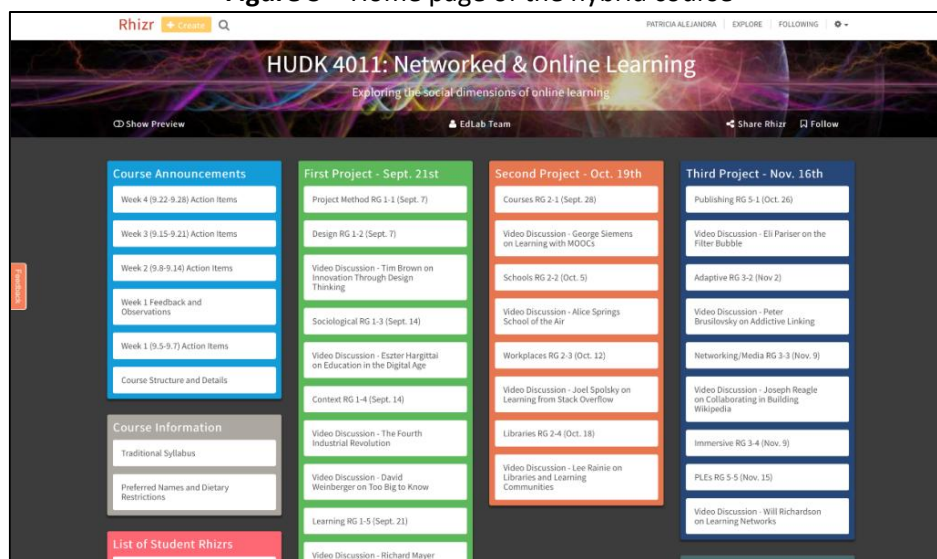 Figure 3 – Home page of the hybrid course
Rhizr
+ Create
PATRICIA ALEJANDRA
EXPLORE
FOLLOWING
HUDK 4011: Networked & Online Learning
Exploring the social dimensions of online learning
Show Preview
EdLab Team
Share Rhizr
Follow
Feedback
Course Announcements
Week 4 (9.22-9.28) Action Items
Week 3 (9.15-9.21) Action Items
Week 2 (9.8-9.14) Action Items
Week 1 Feedback and
Observations
Week 1 (9.5-9.7) Action Items
Course Structure and Details
Course Information
Traditional Syllabus
Preferred Names and Dietary
Restrictions
List of Student Rhizrs
First Project - Sept. 21st
Project Method RG 1-1 (Sept. 7)
Design RG 1-2 (Sept. 7)
Video Discussion - Tim Brown on
Innovation Through Design
Thinking
Sociological RG 1-3 (Sept. 14)
Video Discussion - Eszter Hargittai
on Education in the Digital Age
Context RG 1-4 (Sept. 14)
Video Discussion - The Fourth
Industrial Revolution
Video Discussion - David
Weinberger on Too Big to Know
Learning RG 1-5 (Sept. 21)
Video Discussion - Richard Mayer
Second Project - Oct. 19th
Courses RG 2-1 (Sept. 28)
Video Discussion - George Siemens
on Learning with MOOCs
Schools RG 2-2 (Oct. 5)
Video Discussion - Alice Springs
School of the Air
Workplaces RG 2-3 (Oct. 12)
Video Discussion - Joel Spolsky on
Learning from Stack Overflow
Libraries RG 2-4 (Oct. 18)
Video Discussion - Lee Rainie on
Libraries and Learning
Communities
Third Project - Nov. 16th
Publishing RG 5-1 (Oct. 26)
Video Discussion - Eli Pariser on the
Filter Bubble
Adaptive RG 3-2 (Nov 2)
Video Discussion - Peter
Brusilovsky on Addictive Linking
Networking/Media RG 3-3 (Nov. 9)
Video Discussion - Joseph Reagle
on Collaborating in Building
Wikipedia
Immersive RG 3-4 (Nov. 9)
PLEs RG 5-5 (Nov. 15)
Video Discussion - Will Richardson
on Learning Networks